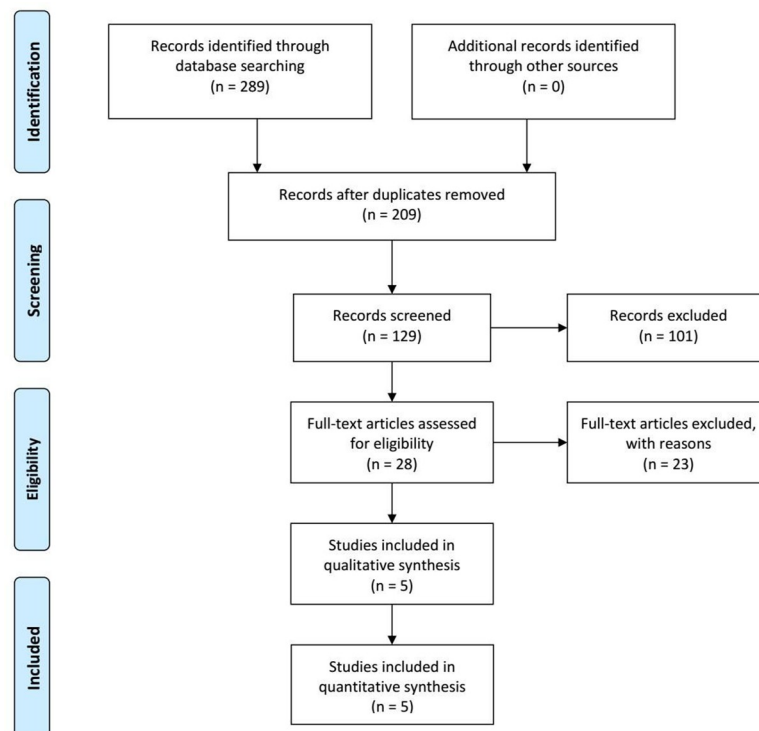 Identification
Records identified through
database searching
(n = 289)
Additional records identified
through other sources
(n = 0)
Records after duplicates removed
(n = 209)
Screening
Records screened
(n = 129)
Records excluded
(n = 101)
Eligibility
Full-text articles assessed
for eligibility
(n = 28)
Full-text articles excluded,
with reasons
(n = 23)
Studies included in
qualitative synthesis
(n = 5)
Included
Studies included in
quantitative synthesis
(n = 5)